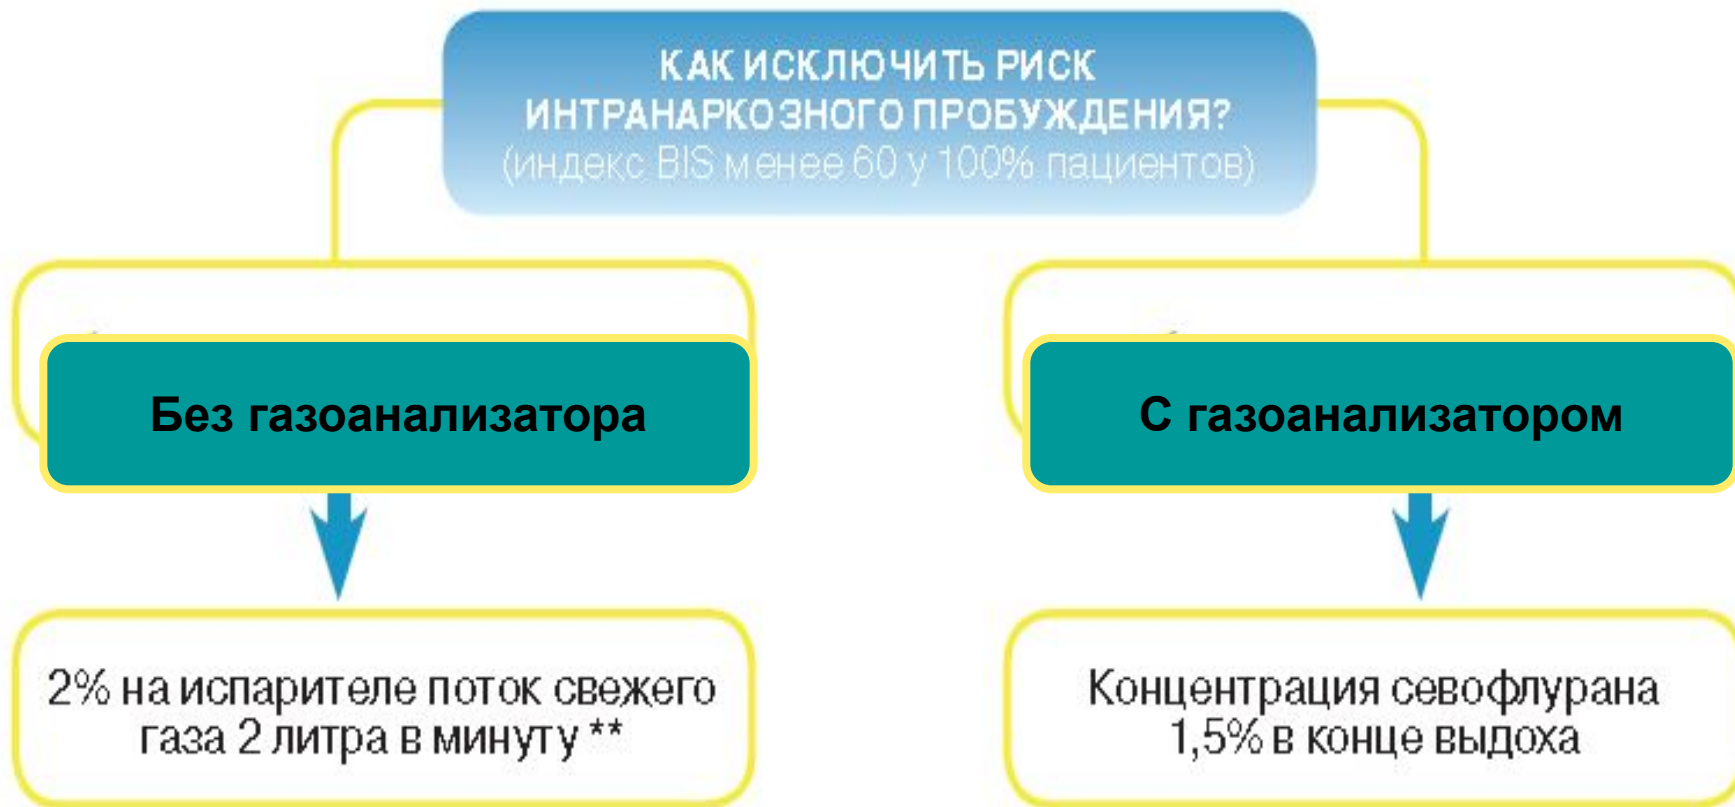 КАК ИСКЛЮЧИТЬ РИСК
ИНТРАНАРКОЗНОГО ПРОБУЖДЕНИЯ?
(индекс BIS менее 60 у 100% пациентов)
Без газоанализатора
С газоанализатором
2% на испарителе поток свежего
газа 2 литра в минуту **
Концентрация севофлурана
1,5% в конце выдоха